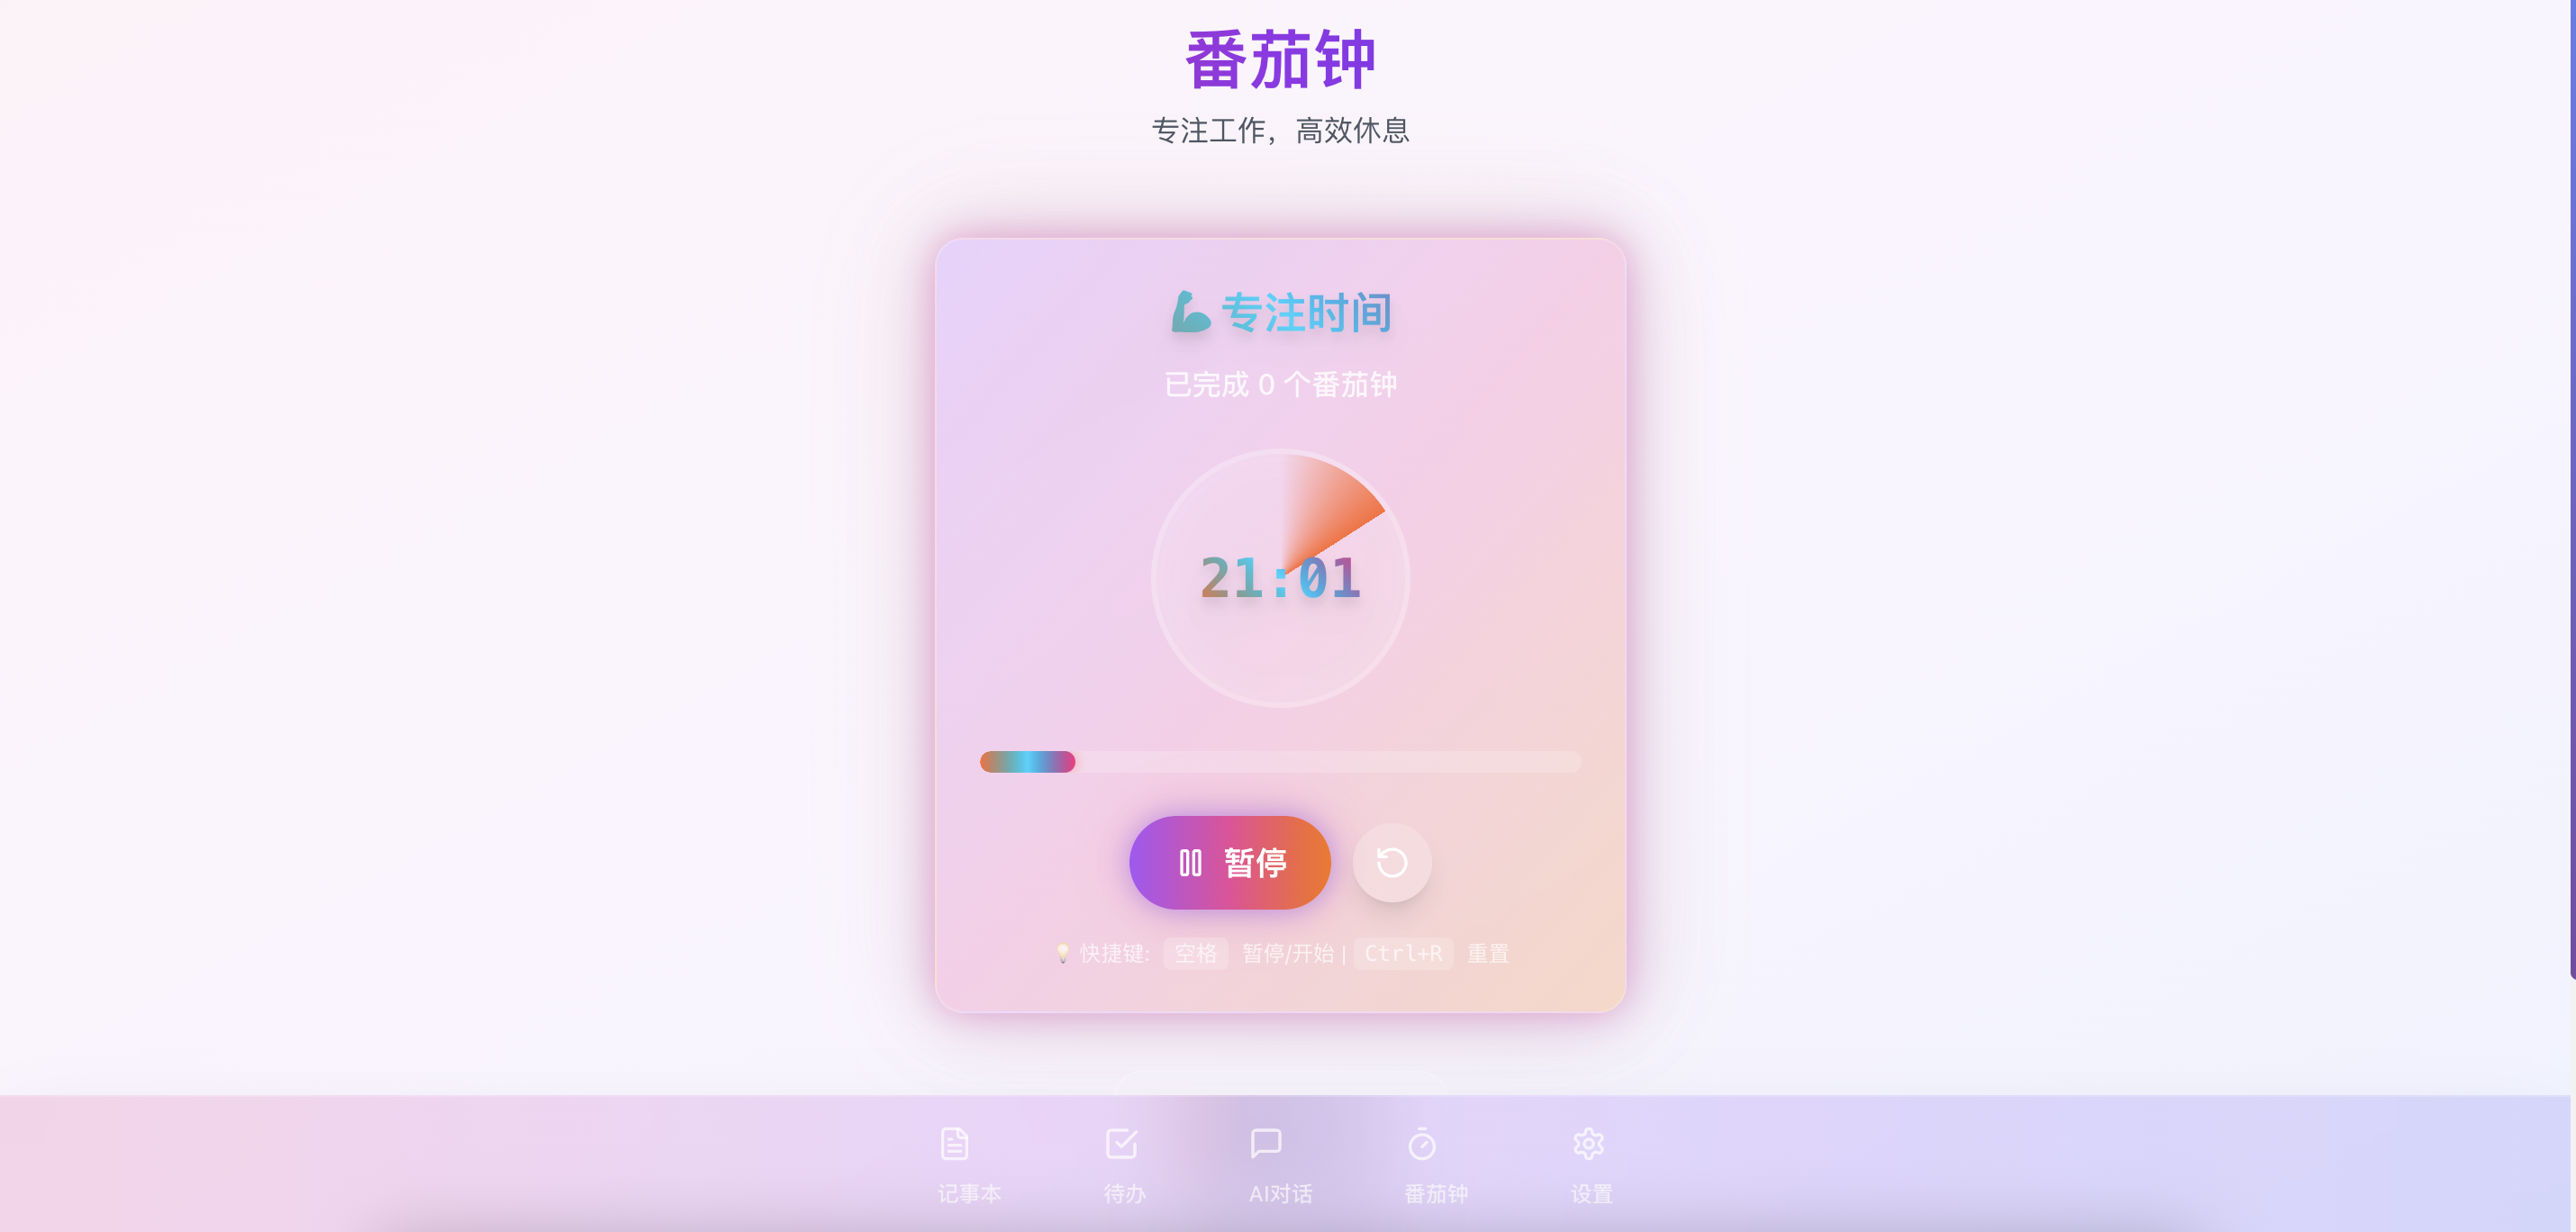 番茄钟
专注工作，高效休息
💪专注时间
已完成 0 个番茄钟
21:01
暂停
💡 快捷键: 空格 暂停/开始 | Ctrl+R 重置
记事本 待办 AI对话 番茄钟 设置